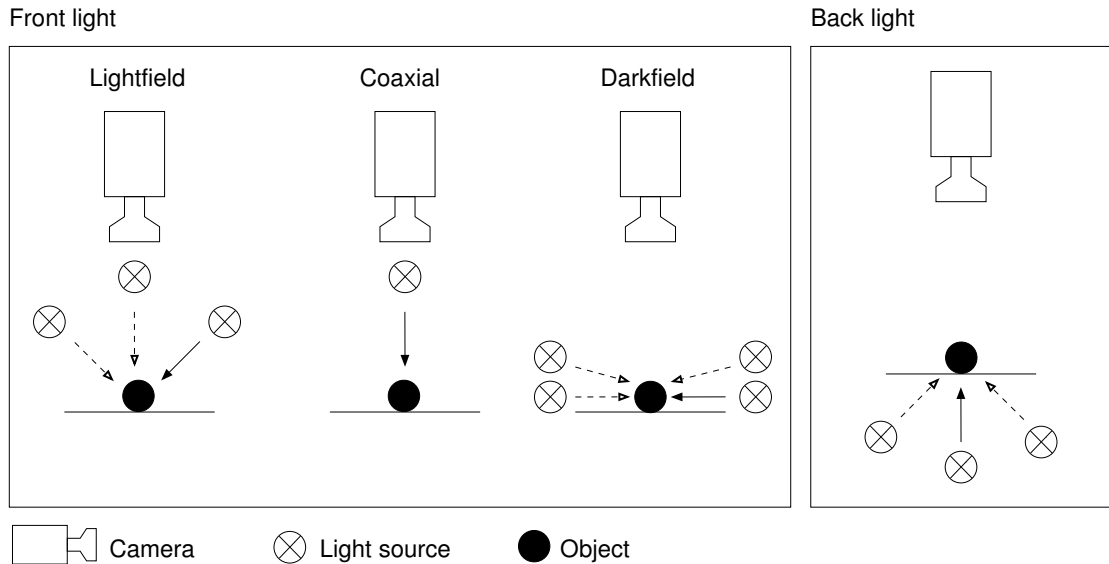 Front light
Back light
Lightfield
Coaxial
Darkfield
Camera
Light source
Object